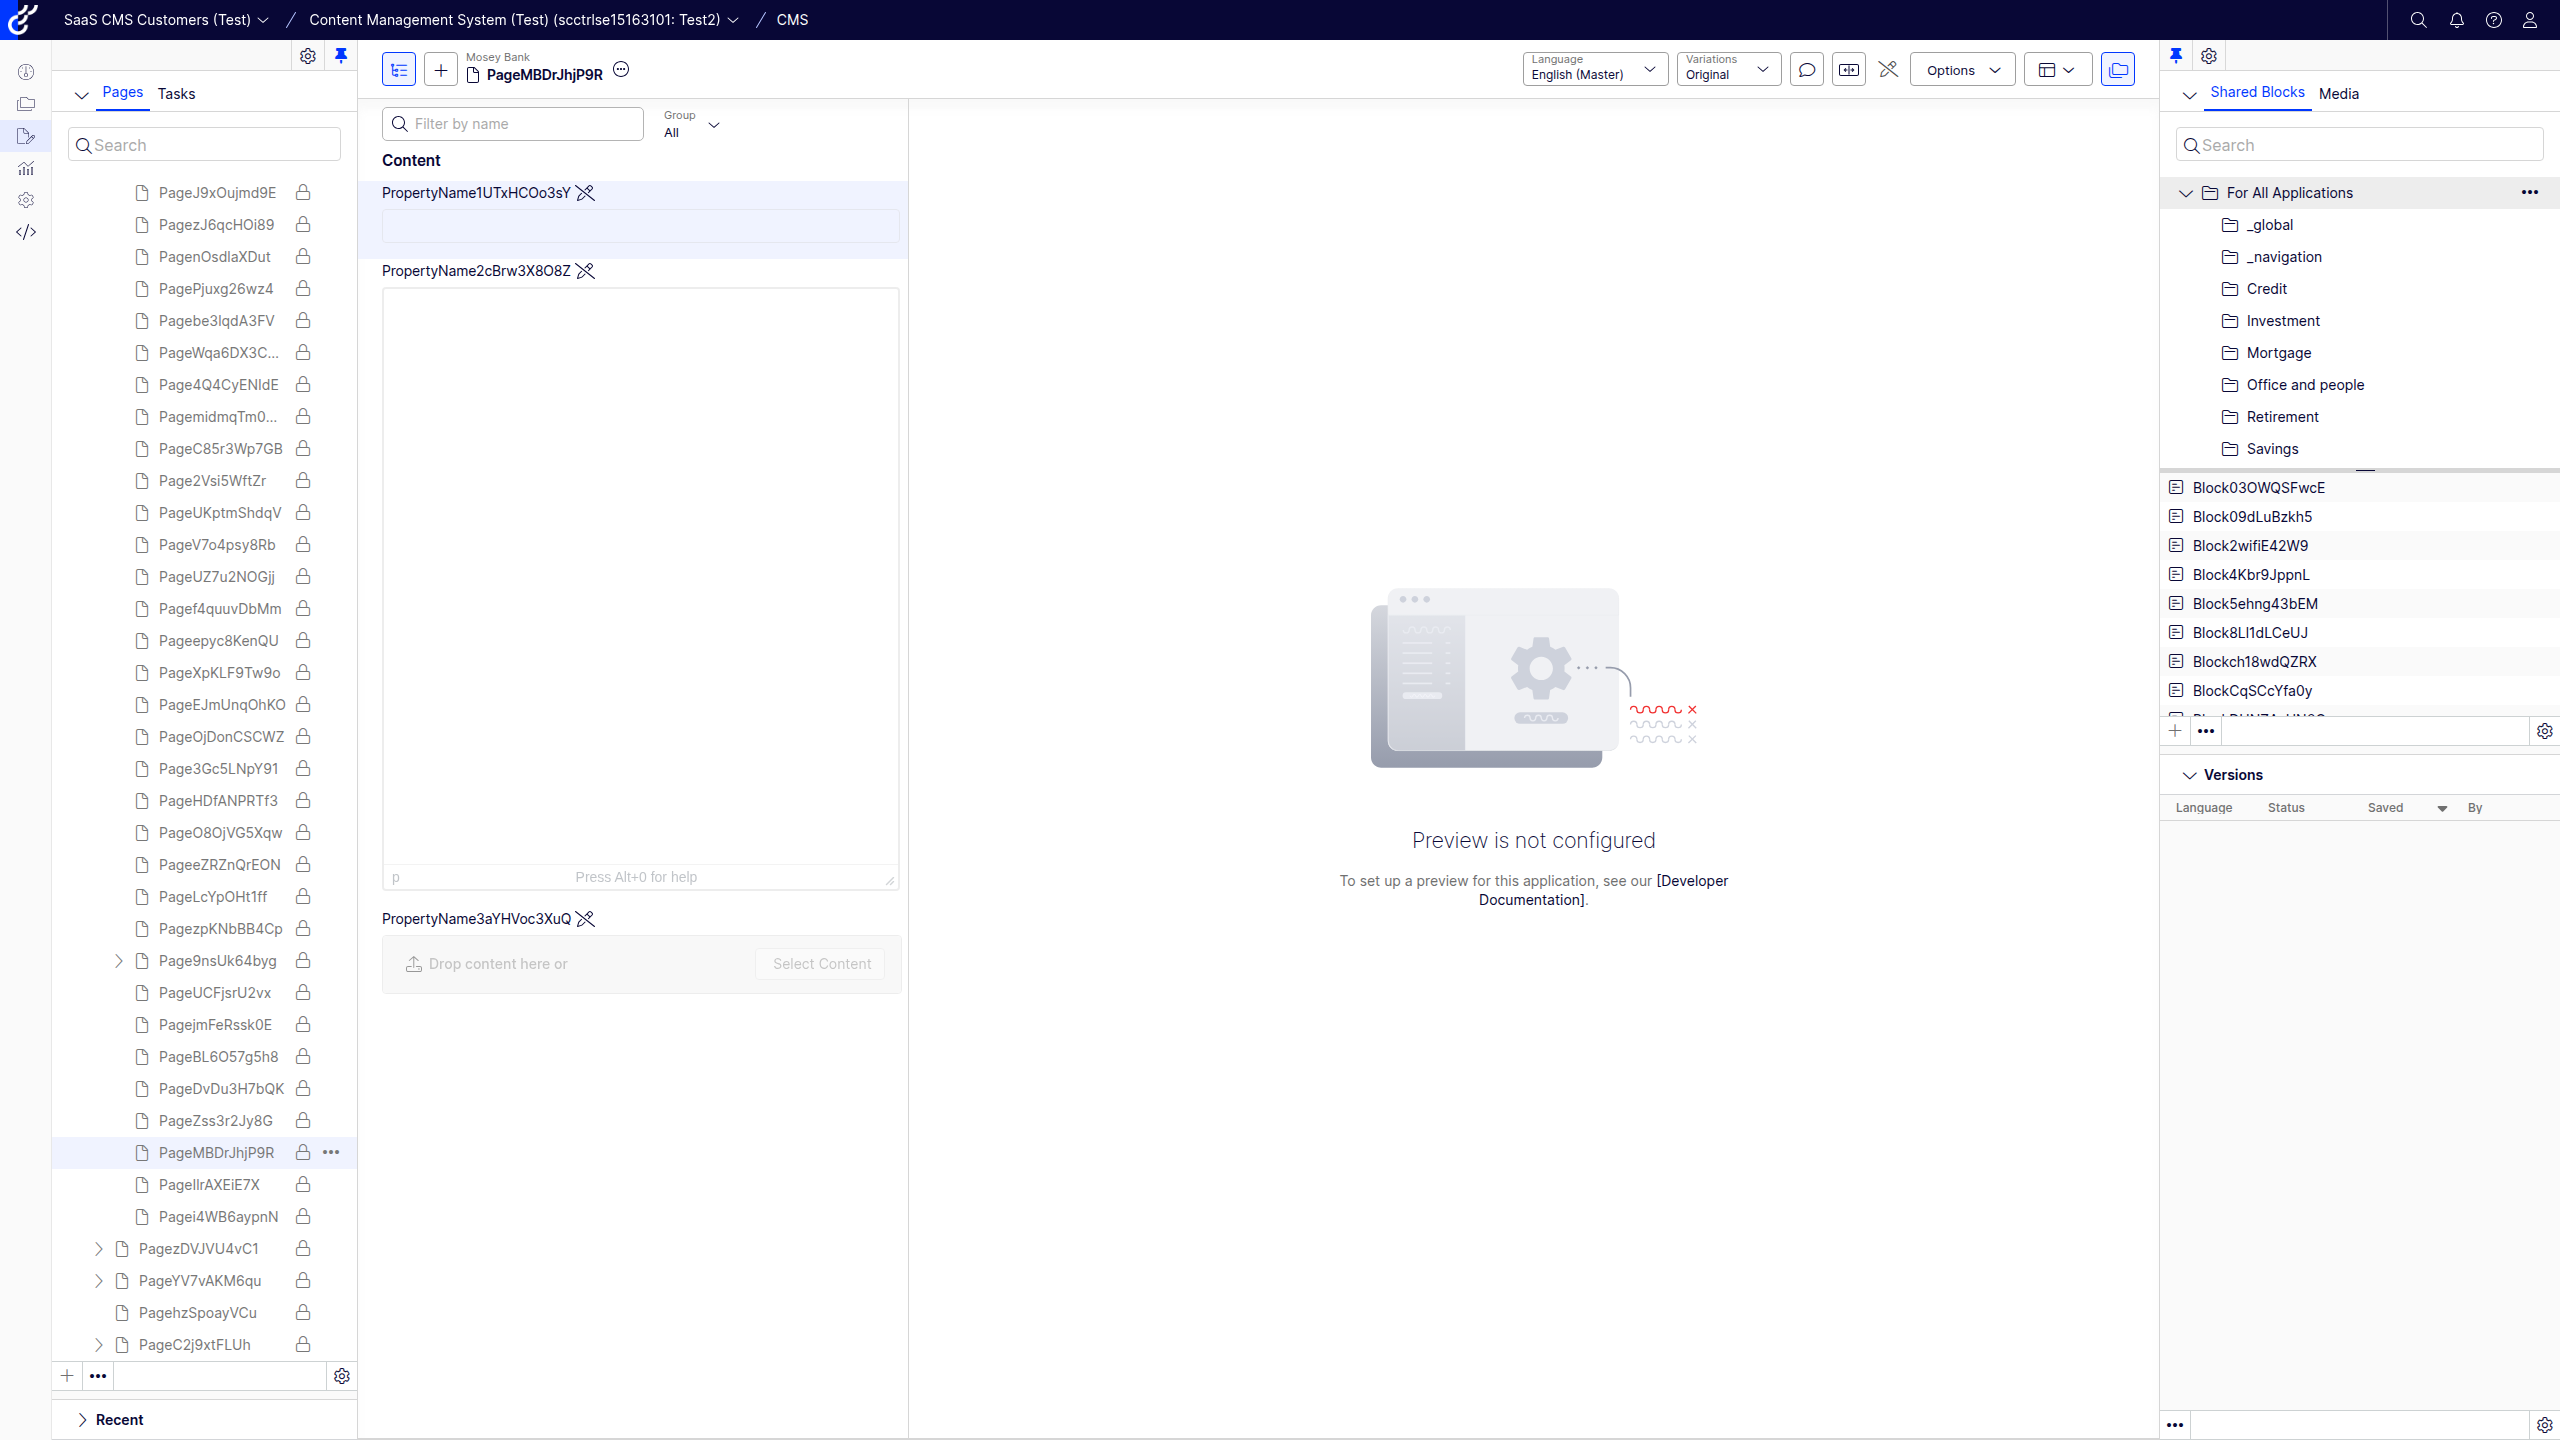 SaaS CMS Customers (Test)
Content Management System (Test) (scctrlse15163101: Test2)
CMS
Pages
Tasks
Search
PageJ9xOujmd9E
PagezJ6qcHOi89
PagenOsdlaXDut
PagePjuxg26wz4
Pagebe3lqdA3FV
PageWqa6DX3C...
Page4Q4CyENIdE
PagemidmqTm0...
PageC85r3Wp7GB
Page2Vsi5WftZr
PageUKptmShdqV
PageV7o4psy8Rb
PageUZ7u2NOGjj
Pagef4quuvDbMm
Pageepyc8KenQU
PageXpKLF9Tw9o
PageEJmUnqOhKO
PageOjDonCSCWZ
Page3Gc5LNpY91
PageHDfANPRTf3
PageO8OjVG5Xqw
PageeZRZnQrEON
PageLcYpOHt1ff
PagezpKNbBB4Cp
Page9nsUk64byg
PageUCFjsrU2vx
PagejmFeRssk0E
PageBL6O57g5h8
PageDvDu3H7bQK
PageZss3r2Jy8G
PageMBDrJhjP9R
PageIlrAXEiE7X
Pagei4WB6aypnN
PagezDVJVU4vC1
PageYV7vAKM6qu
PagehzSpoayVCu
PageC2j9xtFLUh
Recent
Mosey Bank
PageMBDrJhjP9R
Language
English (Master)
Variations
Original
Options
Filter by name
Group
All
Content
PropertyName1UTxHCOo3sY
PropertyName2cBrw3X8O8Z
p
Press Alt+0 for help
PropertyName3aYHVoc3XuQ
Drop content here or
Select Content
Preview is not configured
To set up a preview for this application, see our [Developer
Documentation].
Shared Blocks
Media
Search
For All Applications
_global
_navigation
Credit
Investment
Mortgage
Office and people
Retirement
Savings
Block03OWQSFwcE
Block09dLuBzkh5
Block2wifiE42W9
Block4Kbr9JppnL
Block5ehng43bEM
Block8LI1dLCeUJ
Blockch18wdQZRX
BlockCqSCcYfa0y
Versions
Language
Status
Saved
By